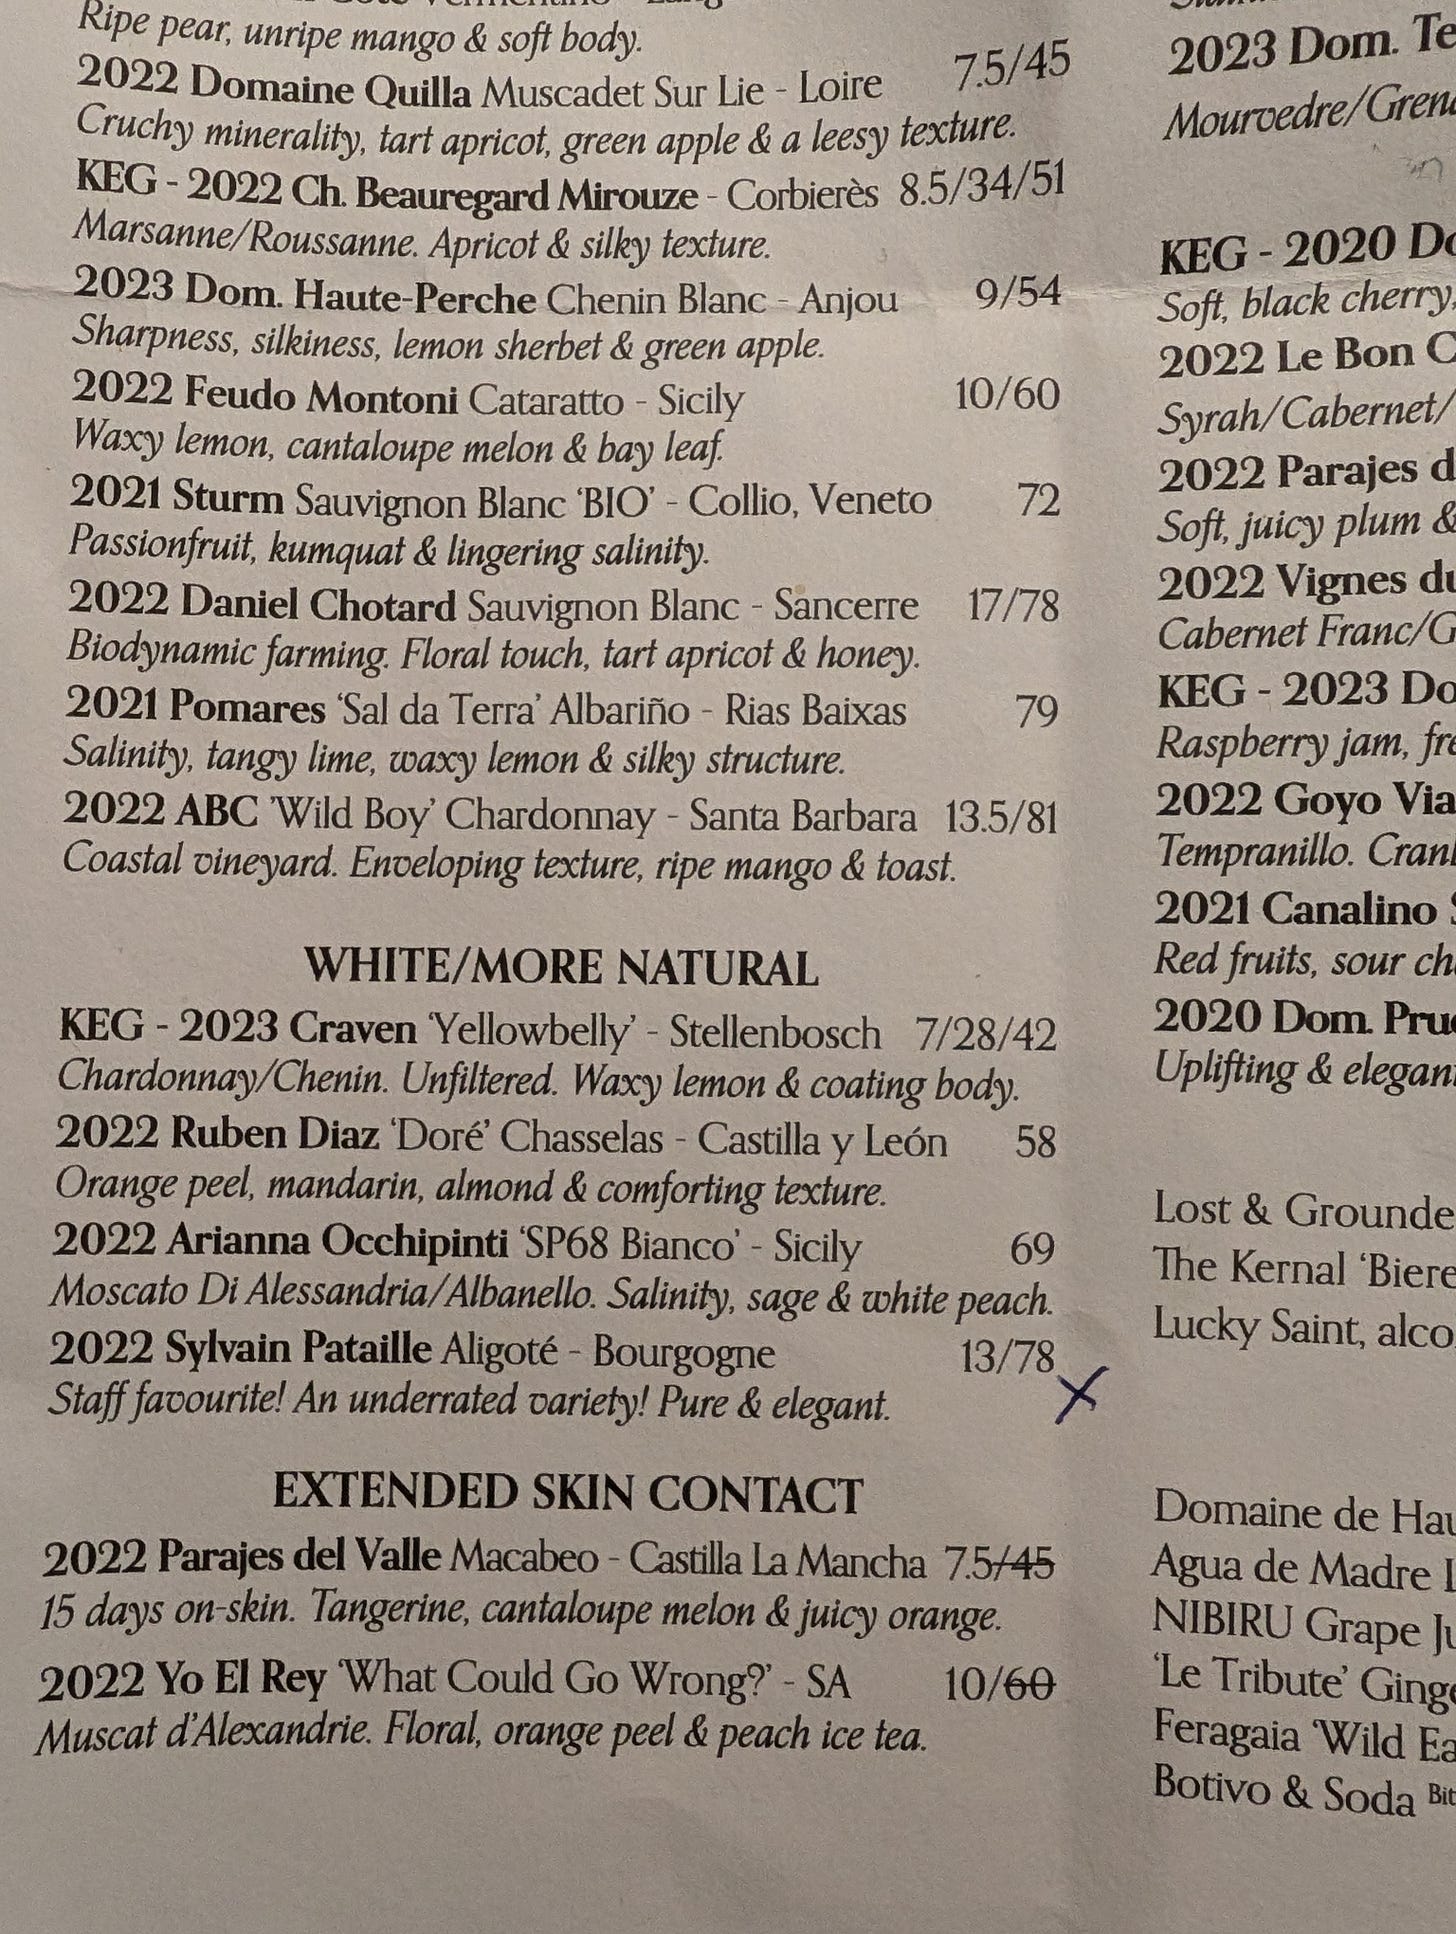 Ripe pear, unripe mango & soft body.
2022 Domaine Quilla Muscadet Sur Lie - Loire 7.5/45
Cruchy minerality, tart apricot, green apple & a leesy texture.
KEG - 2022 Ch. Beauregard Mirouze - Corbierès 8.5/34/51
Marsanne/Roussanne. Apricot & silky texture.
2023 Dom. Haute-Perche Chenin Blanc - Anjou 9/54
Sharpness, silkiness, lemon sherbet & green apple.
2022 Feudo Montoni Cataratto - Sicily 10/60
Waxy lemon, cantaloupe melon & bay leaf.
2021 Sturm Sauvignon Blanc ‘BIO’ - Collio, Veneto 72
Passionfruit, kumquat & lingering salinity.
2022 Daniel Chotard Sauvignon Blanc - Sancerre 17/78
Biodynamic farming. Floral touch, tart apricot & honey.
2021 Pomares ‘Sal da Terra’ Albariño - Rias Baixas 79
Salinity, tangy lime, waxy lemon & silky structure.
2022 ABC ‘Wild Boy’ Chardonnay - Santa Barbara 13.5/81
Coastal vineyard. Enveloping texture, ripe mango & toast.
WHITE/MORE NATURAL
KEG - 2023 Craven ‘Yellowbelly’ - Stellenbosch 7/28/42
Chardonnay/Chenin. Unfiltered. Waxy lemon & coating body.
2022 Ruben Diaz ‘Doré’ Chasselas - Castilla y León 58
Orange peel, mandarin, almond & comforting texture.
2022 Arianna Occhipinti ‘SP68 Bianco’ - Sicily 69
Moscato Di Alessandria/Albanello. Salinity, sage & white peach.
2022 Sylvain Pataille Aligoté - Bourgogne 13/78
Staff favourite! An underrated variety! Pure & elegant.
EXTENDED SKIN CONTACT
2022 Parajes del Valle Macabeo - Castilla La Mancha 7.5/45
15 days on-skin. Tangerine, cantaloupe melon & juicy orange.
2022 Yo El Rey ‘What Could Go Wrong?’ - SA 10/60
Muscat d’Alexandrie. Floral, orange peel & peach ice tea.
2023 Dom. Te
Mourvedre/Grena
KEG - 2020 Do
Soft, black cherry,
2022 Le Bon C
Syrah/Cabernet/
2022 Parajes d
Soft, juicy plum &
2022 Vignes du
Cabernet Franc/G
KEG - 2023 Do
Raspberry jam, fre
2022 Goyo Via
Tempranillo. Cran
2021 Canalino S
Red fruits, sour ch
2020 Dom. Pru
Uplifting & elegan
Lost & Grounde
The Kernal ‘Biere
Lucky Saint, alco
Domaine de Hau
Agua de Madre
NIBIRU Grape Ju
‘Le Tribute’ Ginge
Feragaia ‘Wild Ea
Botivo & Soda Bit